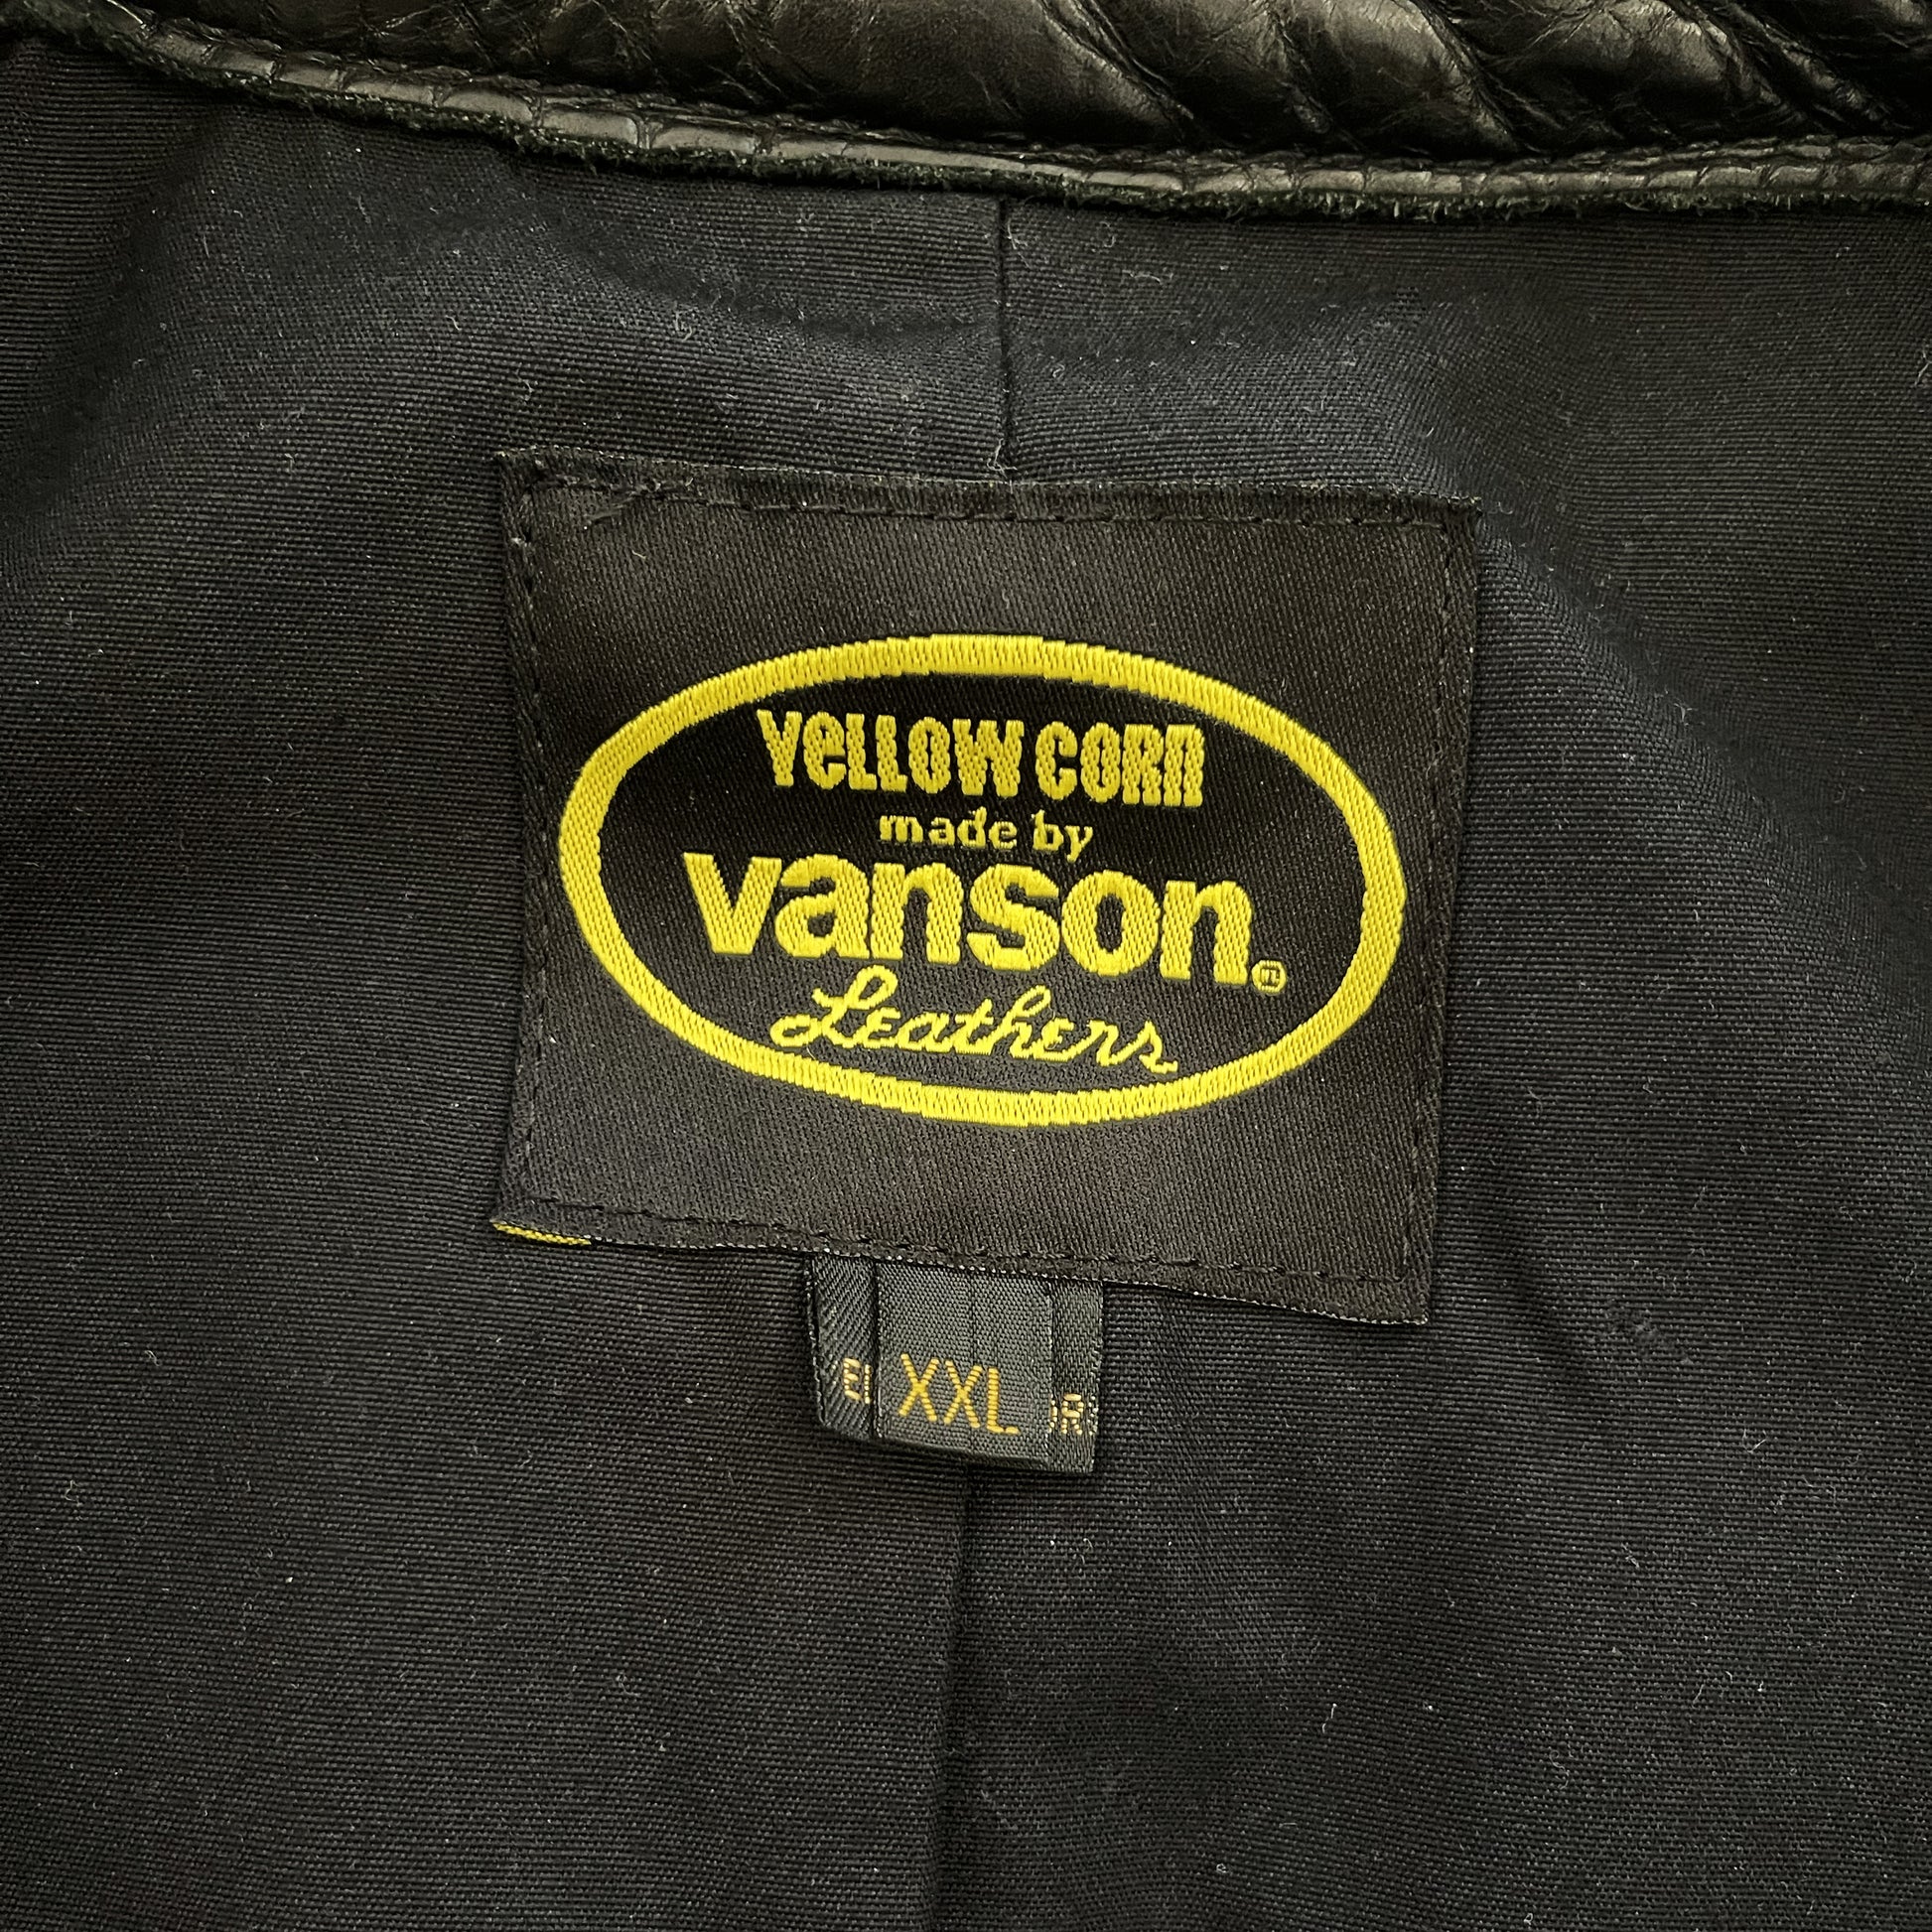 YELLOW CORN
made by
vanson®
Leathers
XXL